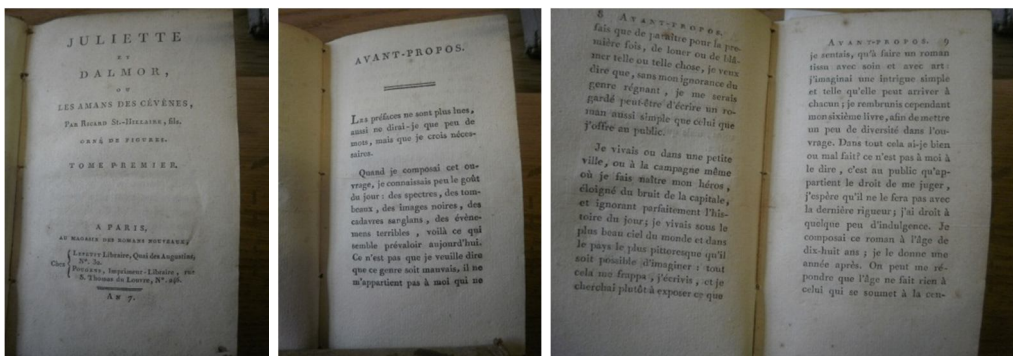 JULIETTE
ET
DALMOR,
OU
LES AMANS DES CÉVÈNES,
PAR RIGARD ST.-HILLAIRE, fils.
ORNÉ DE FIGURES.
TOME PREMIER.
A PARIS,
AU MAGASIN DES ROMANS NOUVEAUX,
Chez
Libraire, Quai des Augustins,
N°.
Imprimeur-Libraire, rue
S. Thomas du Louvre, N°. 246.
AN 7.
AVANT-PROPOS.
Les préfaces ne sont plus lues,
aussi ne dirai-je que peu de
mots, mais que je crois néces-
saires.
Quand je composai cet ou-
vrage, je connaissais peu le goût
du jour : des spectres, des tom-
beaux, des images noires, des
cadavres sanglans, des évène-
mens terribles, voilà ce qui
semble prévaloir aujourd'hui.
Ce n'est pas que je veuille dire
que ce genre soit mauvais, il ne
m'appartient pas à moi qui ne
8 AVANT-PROPOS.
fais que de paraître pour la pre-
mière fois, de louer ou de blâ-
mer telle ou telle chose, je veux
dire que, sans mon ignorance du
genre régnant, je me serais
gardé peut-être d'écrire un ro-
man aussi simple que celui que
j'offre au public.
Je vivais ou dans une petite
ville, ou à la campagne même
où je fais naître mon héros,
éloigné du bruit de la capitale,
et ignorant parfaitement l'his-
toire du jour; je vivais sous le
plus beau ciel du monde et dans
le pays le plus pittoresque qu'il
soit possible d'imaginer : tout
cela me frappa, j'écrivis, et je
cherchai plutôt à exposer ce que
AVANT-PROPOS. 9
je sentais, qu'à faire un roman
tissu avec soin et avec art :
j'imaginai une intrigue simple
et telle qu'elle peut arriver à
chacun ; je rembrunis cependant
mon sixième livre, afin de mettre
un peu de diversité dans l'ou-
vrage. Dans tout cela ai-je bien
ou mal fait? ce n'est pas à moi à
le dire, c'est au public qu'ap-
partient le droit de me juger,
j'espère qu'il ne le fera pas avec
la dernière rigueur ; j'ai droit à
quelque peu d'indulgence. Je
composai ce roman à l'âge de
dix-huit ans ; je le donne une
année après. On peut me ré-
pondre que l'âge ne fait rien à
celui qui se soumet à la cen-